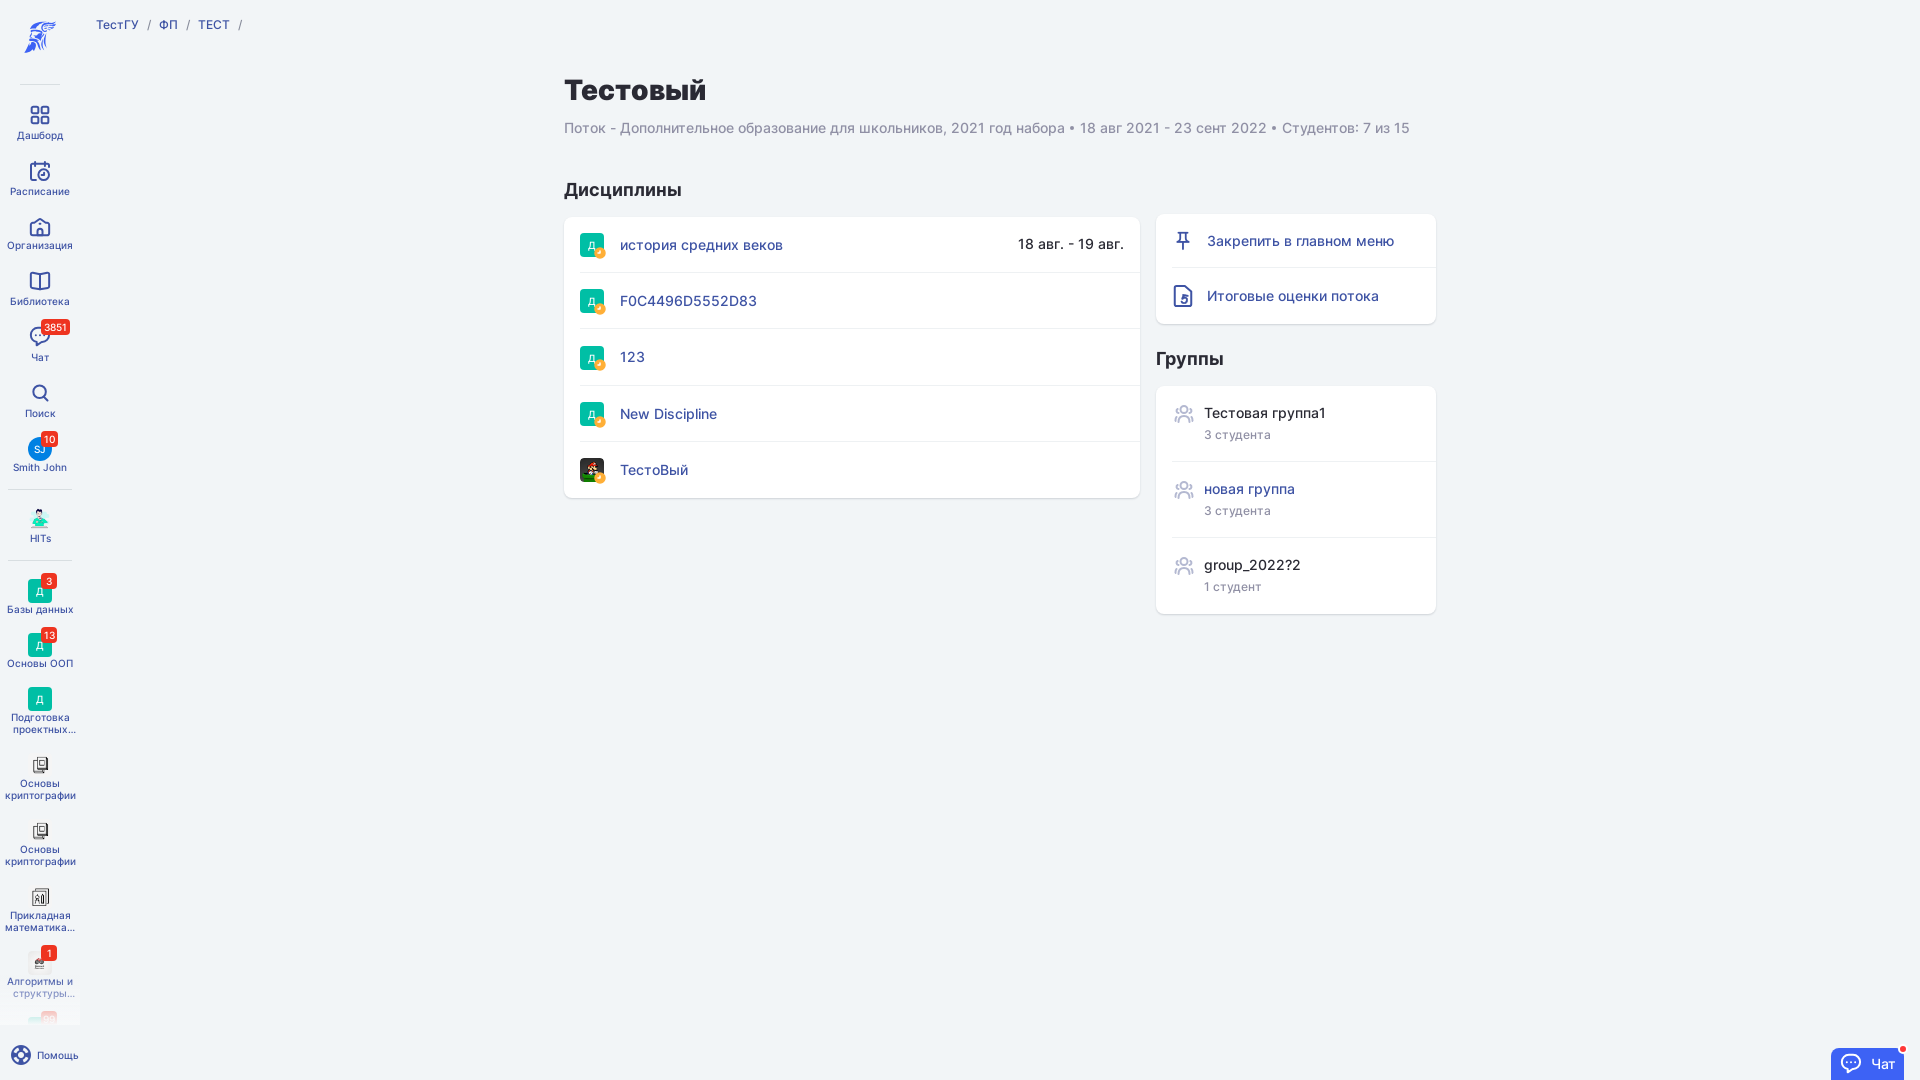 ТестГУ / ФП / ТЕСТ /
Тестовый
Поток - Дополнительное образование для школьников, 2021 год набора • 18 авг 2021 - 23 сент 2022 • Студентов: 7 из 15
Дашборд
Расписание
Организация
Библиотека
3851
Чат
Поиск
10
SJ
Smith John
HITs
3
Д
Базы данных
13
Д
Основы ООП
Д
Подготовка
проектных...
Основы
криптографии
Основы
криптографии
Прикладная
математика...
1
Алгоритмы и
структуры...
Помощь
Дисциплины
Д история средних веков 18 авг. - 19 авг.
Д F0C4496D5552D83
Д 123
Д New Discipline
ТестоВый
Закрепить в главном меню
Итоговые оценки потока
Группы
Тестовая группа1
3 студента
новая группа
3 студента
group_2022?2
1 студент
Чат